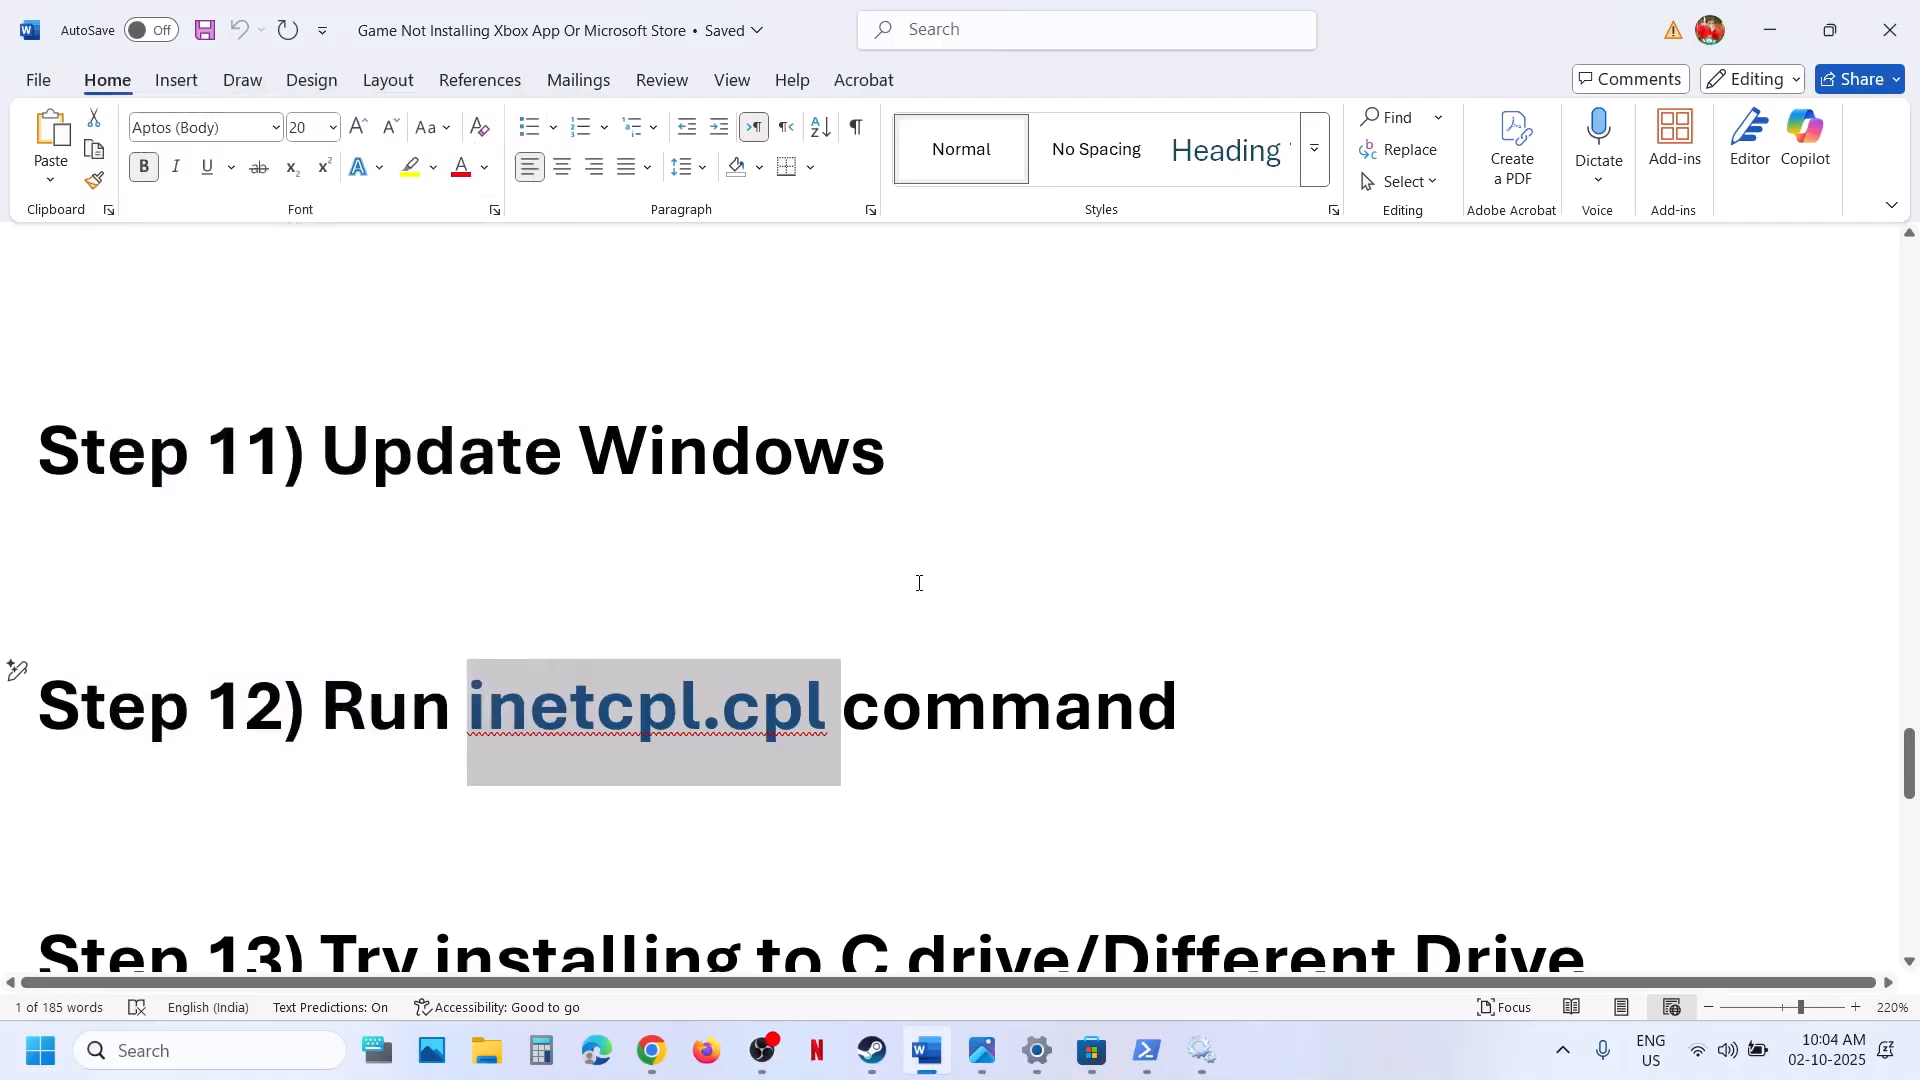 AutoSave Off Game Not Installing Xbox App Or Microsoft Store • Saved Search
File Home Insert Draw Design Layout References Mailings Review View Help Acrobat Comments Editing Share
Paste
Clipboard
Aptos (Body) 20
Font
Paragraph
Normal No Spacing Heading
Styles
Find
Replace
Select
Editing
Create a PDF
Adobe Acrobat
Dictate
Voice
Add-ins
Add-ins
Editor Copilot
Step 11) Update Windows
Step 12) Run inetcpl.cpl command
Step 13) Try installing to C drive/Different Drive
1 of 185 words English (India) Text Predictions: On Accessibility: Good to go Focus 220%
Search ENG US 10:04 AM 02-10-2025